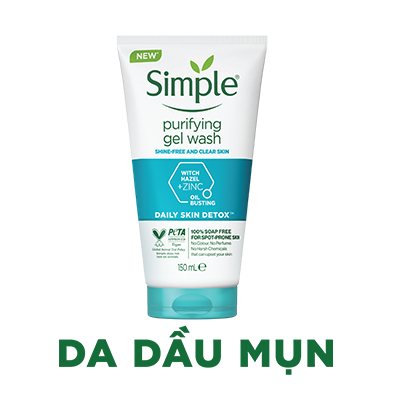 NEW
Simple®
purifying
gel wash
SHINE-FREE AND CLEAR SKIN
WITCH
HAZEL
+ZINC
OIL
BUSTING
DAILY SKIN DETOX™
PeTA
100% SOAP FREE
FOR SPOT-PRONE SKIN
No Colour. No Perfume.
No Harsh Chemicals
that can upset your skin.
150 mL e
DA DẦU MỤN